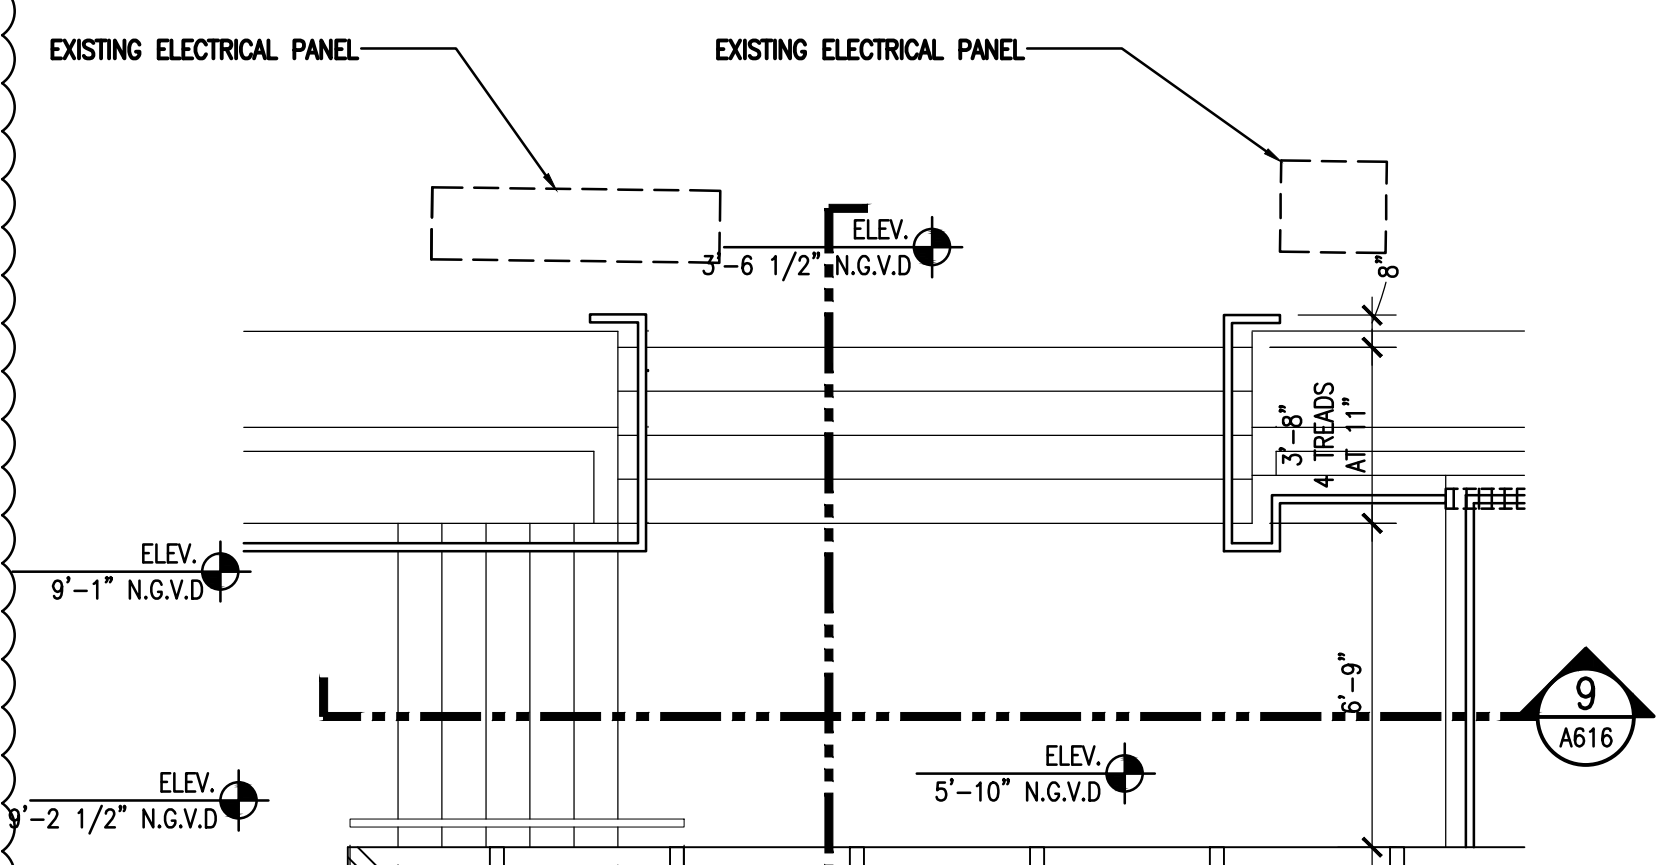 EXISTING ELECTRICAL PANEL
EXISTING ELECTRICAL PANEL
ELEV.
3'-6 1/2" N.G.V.D
8"
3'-8"
4 TREADS
AT 11"
ELEV.
9'-1" N.G.V.D
6'-9"
9
A616
ELEV.
5'-10" N.G.V.D
ELEV.
9'-2 1/2" N.G.V.D